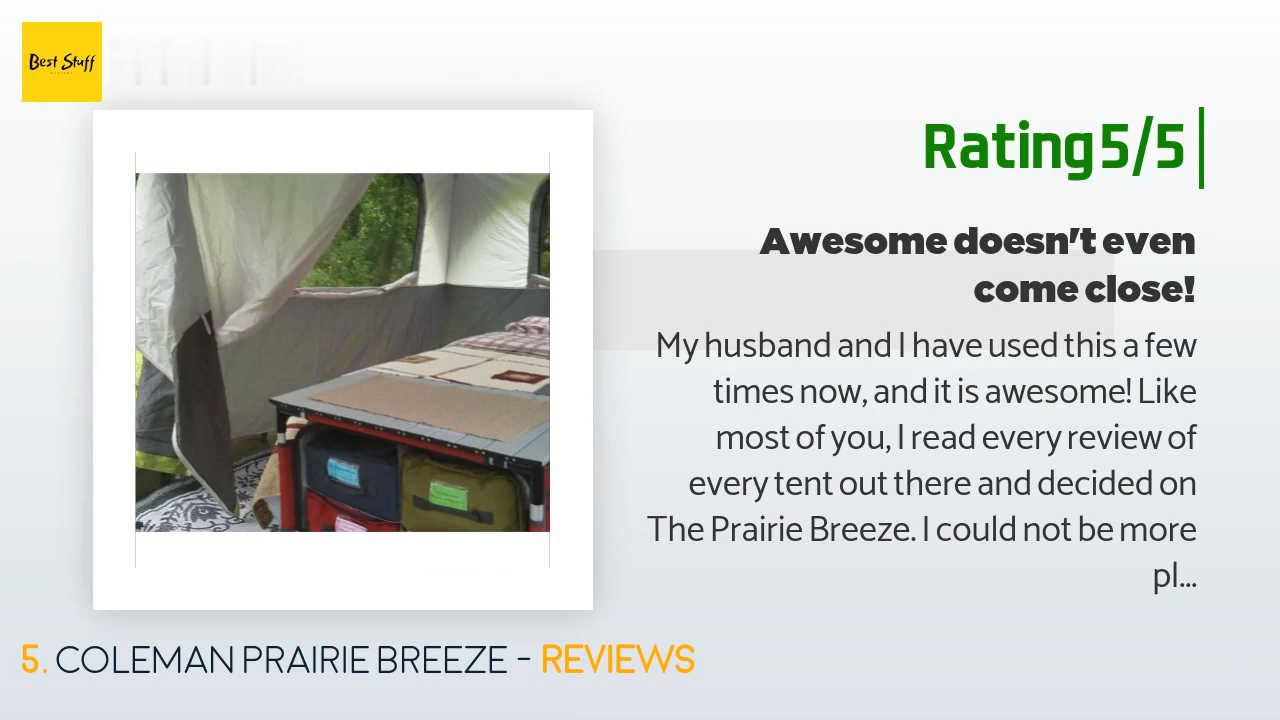 Best Stuff
Rating 5/5
Awesome doesn't even
come close!
My husband and I have used this a few
times now, and it is awesome! Like
most of you, I read every review of
every tent out there and decided on
The Prairie Breeze. I could not be more
pl...
5. COLEMAN PRAIRIE BREEZE - REVIEWS